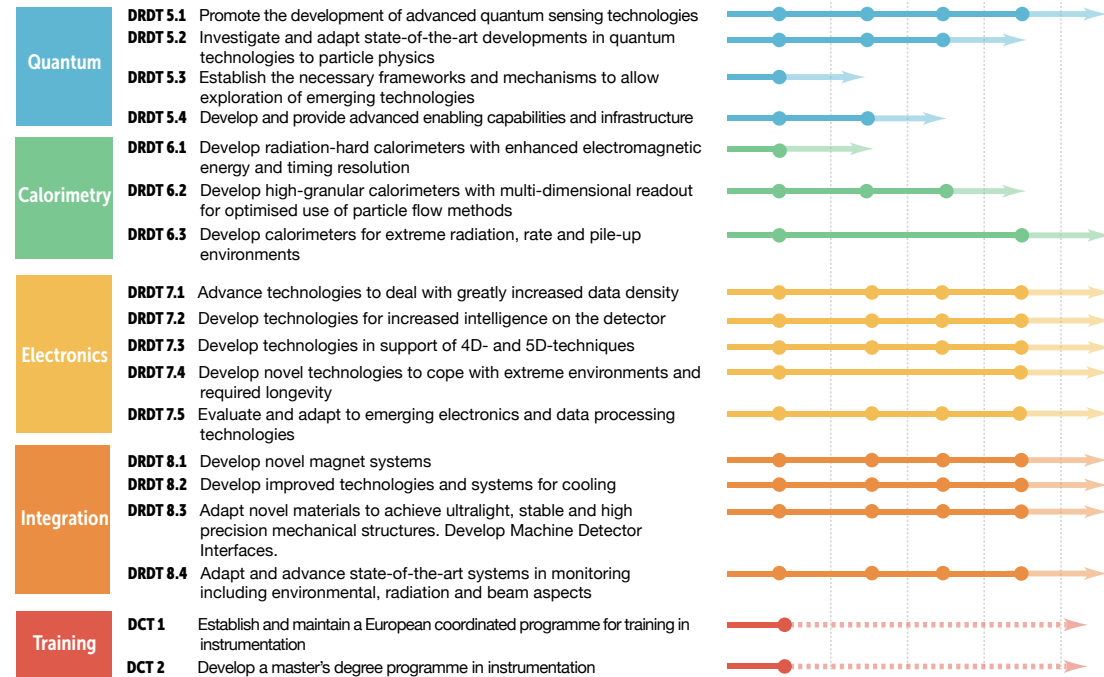 Quantum
DRDT 5.1 Promote the development of advanced quantum sensing technologies
DRDT 5.2 Investigate and adapt state-of-the-art developments in quantum
technologies to particle physics
DRDT 5.3 Establish the necessary frameworks and mechanisms to allow
exploration of emerging technologies
DRDT 5.4 Develop and provide advanced enabling capabilities and infrastructure
Calorimetry
DRDT 6.1 Develop radiation-hard calorimeters with enhanced electromagnetic
energy and timing resolution
DRDT 6.2 Develop high-granular calorimeters with multi-dimensional readout
for optimised use of particle flow methods
DRDT 6.3 Develop calorimeters for extreme radiation, rate and pile-up
environments
Electronics
DRDT 7.1 Advance technologies to deal with greatly increased data density
DRDT 7.2 Develop technologies for increased intelligence on the detector
DRDT 7.3 Develop technologies in support of 4D- and 5D-techniques
DRDT 7.4 Develop novel technologies to cope with extreme environments and
required longevity
DRDT 7.5 Evaluate and adapt to emerging electronics and data processing
technologies
Integration
DRDT 8.1 Develop novel magnet systems
DRDT 8.2 Develop improved technologies and systems for cooling
DRDT 8.3 Adapt novel materials to achieve ultralight, stable and high
precision mechanical structures. Develop Machine Detector
Interfaces.
DRDT 8.4 Adapt and advance state-of-the-art systems in monitoring
including environmental, radiation and beam aspects
Training
DCT 1 Establish and maintain a European coordinated programme for training in
instrumentation
DCT 2 Develop a master's degree programme in instrumentation